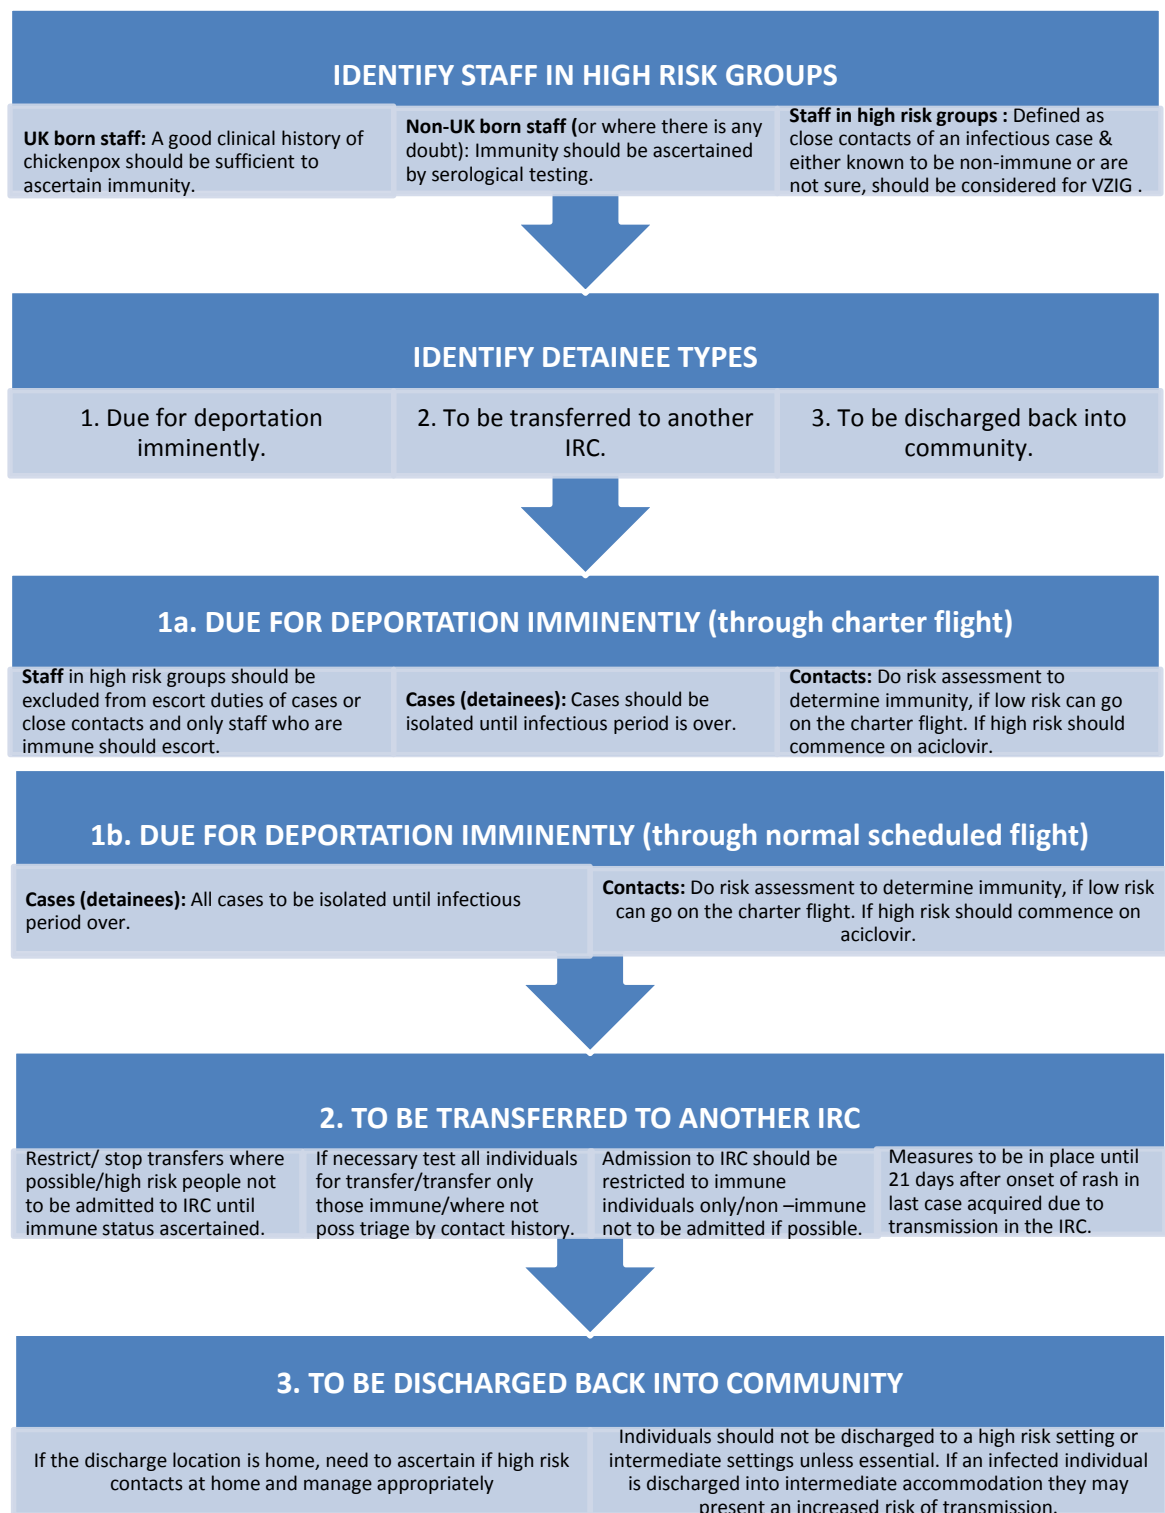 IDENTIFY STAFF IN HIGH RISK GROUPS
UK born staff: A good clinical history of
chickenpox should be sufficient to
ascertain immunity.
Non-UK born staff (or where there is any
doubt): Immunity should be ascertained
by serological testing.
Staff in high risk groups : Defined as
close contacts of an infectious case &
either known to be non-immune or are
not sure, should be considered for VZIG .
IDENTIFY DETAINEE TYPES
1. Due for deportation
imminently.
2. To be transferred to another
IRC.
3. To be discharged back into
community.
1a. DUE FOR DEPORTATION IMMINENTLY (through charter flight)
Staff in high risk groups should be
excluded from escort duties of cases or
close contacts and only staff who are
immune should escort.
Cases (detainees): Cases should be
isolated until infectious period is over.
Contacts: Do risk assessment to
determine immunity, if low risk can go
on the charter flight. If high risk should
commence on aciclovir.
1b. DUE FOR DEPORTATION IMMINENTLY (through normal scheduled flight)
Cases (detainees): All cases to be isolated until infectious
period over.
Contacts: Do risk assessment to determine immunity, if low risk
can go on the charter flight. If high risk should commence on
aciclovir.
2. TO BE TRANSFERRED TO ANOTHER IRC
Restrict/ stop transfers where
possible/high risk people not
to be admitted to IRC until
immune status ascertained.
If necessary test all individuals
for transfer/transfer only
those immune/where not
poss triage by contact history.
Admission to IRC should be
restricted to immune
individuals only/non –immune
not to be admitted if possible.
Measures to be in place until
21 days after onset of rash in
last case acquired due to
transmission in the IRC.
3. TO BE DISCHARGED BACK INTO COMMUNITY
If the discharge location is home, need to ascertain if high risk
contacts at home and manage appropriately
Individuals should not be discharged to a high risk setting or
intermediate settings unless essential. If an infected individual
is discharged into intermediate accommodation they may
present an increased risk of transmission.